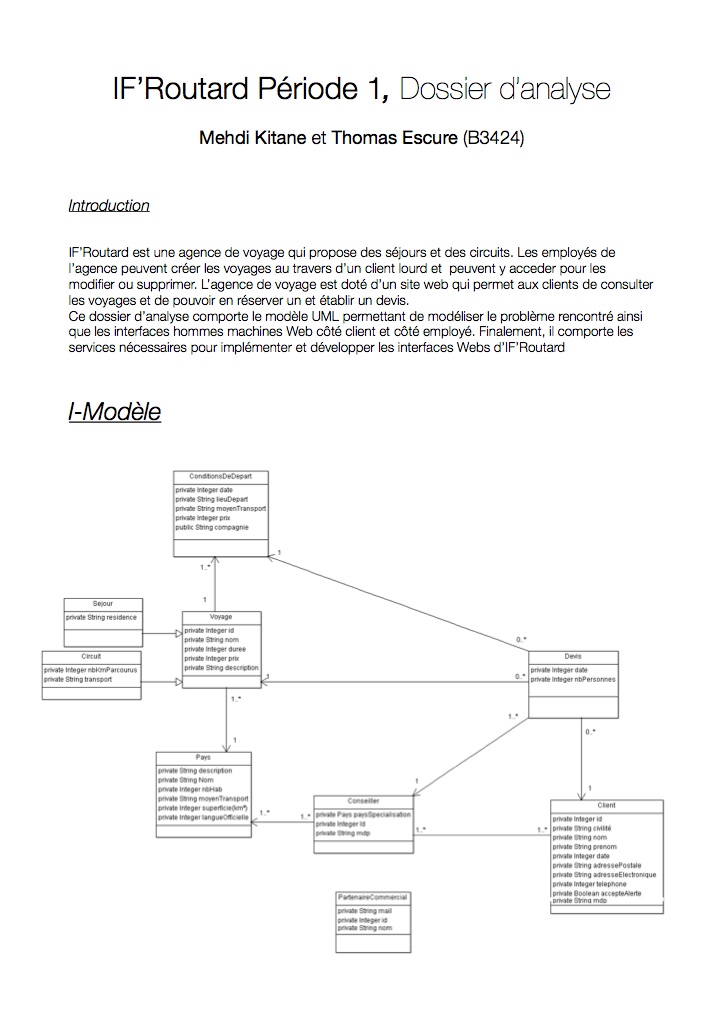 IF'Routard Période 1, Dossier d'analyse
Mehdi Kitane et Thomas Escure (B3424)
Introduction
IF'Routard est une agence de voyage qui propose des séjours et des circuits. Les employés de
l'agence peuvent créer les voyages au travers d'un client lourd et peuvent y acceder pour les
modifier ou supprimer. L'agence de voyage est doté d'un site web qui permet aux clients de consulter
les voyages et de pouvoir en réserver un et établir un devis.
Ce dossier d'analyse comporte le modèle UML permettant de modéliser le problème rencontré ainsi
que les interfaces hommes machines Web côté client et côté employé. Finalement, il comporte les
services nécessaires pour implémenter et développer les interfaces Webs d'IF'Routard
I-Modèle
ConditionsDeDepart
private Integer date
private String lieuDepart
private String moyenTransport
private Integer prix
public String compagnie
1
1..*
1
Sejour
private String residence
Circuit
private Integer nbKmParcourus
private String transport
Voyage
private Integer id
private String nom
private Integer duree
private Integer prix
private String description
1
0..*
0..*
Devis
private Integer date
private Integer nbPersonnes
1..*
1
1..*
1
0..*
1
Pays
private String description
private String Nom
private Integer nbHab
private String moyenTransport
private Integer superficie(km²)
private Integer langueOfficielle
1..*
1..*
Conseiller
private Pays paysSpecialisation
private Integer Id
private String mdp
1..*
1..*
Client
private Integer id
private String civilité
private String nom
private String prenom
private Integer date
private String adressePostale
private String adresseElectronique
private Integer telephone
private Boolean accepteAlerte
private String mdp
PartenaireCommercial
private String mail
private Integer id
private String nom